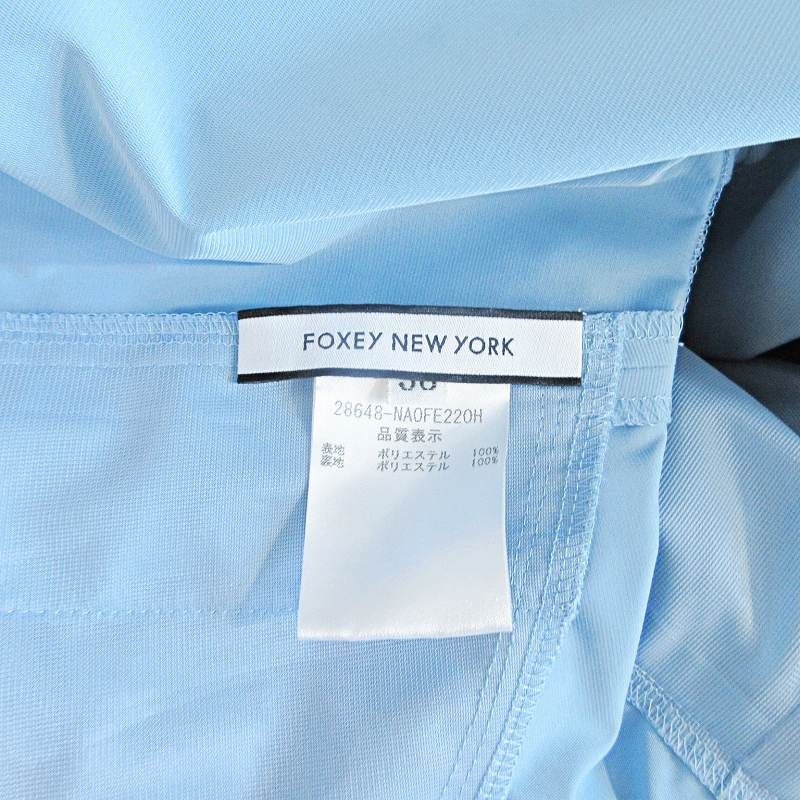 FOXEY NEW YORK
28648-NAOFE220H
品質表示
表地 ポリエステル 100%
裏地 ポリエステル 100%